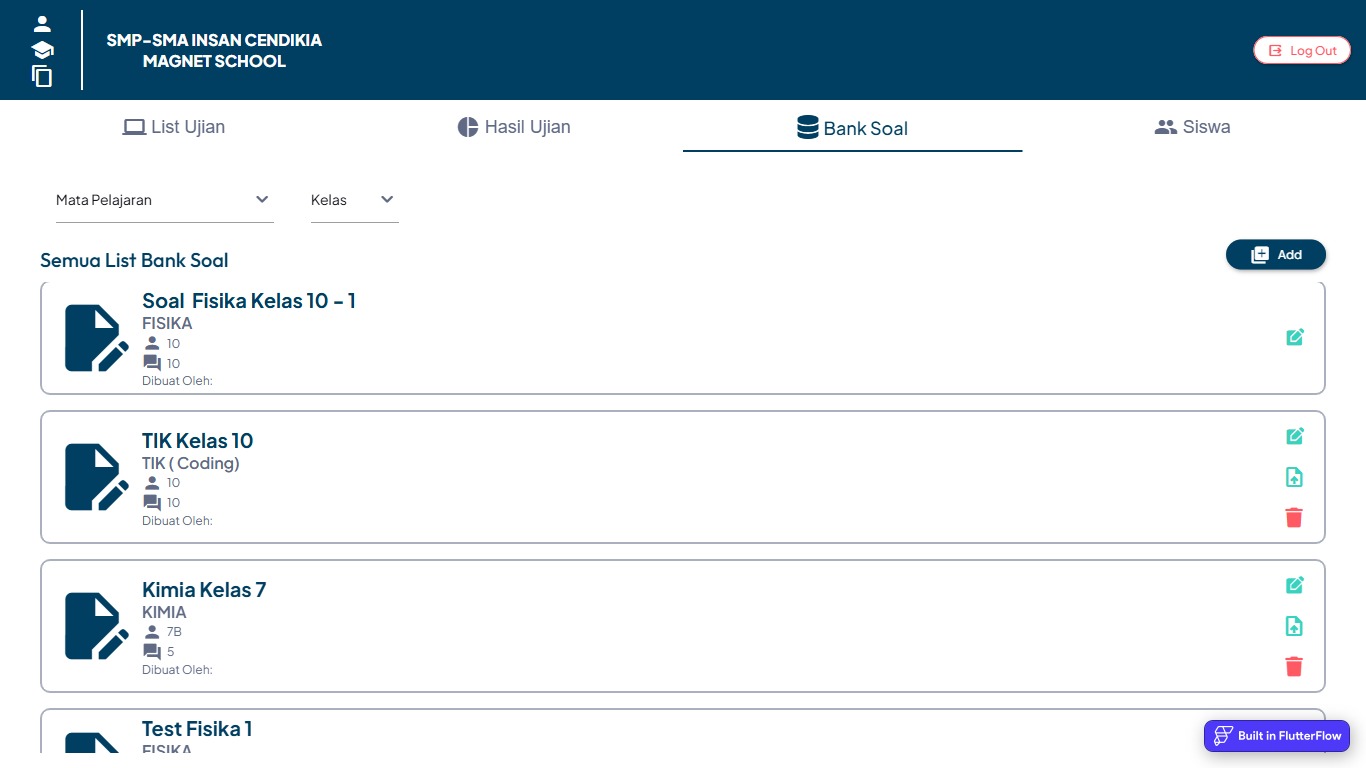 SMP-SMA INSAN CENDIKIA
MAGNET SCHOOL
Log Out
List Ujian
Hasil Ujian
Bank Soal
Siswa
Mata Pelajaran
Kelas
Semua List Bank Soal
Add
Soal  Fisika Kelas 10 - 1
FISIKA
10
10
Dibuat Oleh:
TIK Kelas 10
TIK ( Coding)
10
10
Dibuat Oleh:
Kimia Kelas 7
KIMIA
7B
5
Dibuat Oleh:
Test Fisika 1
FISIKA
Built in FlutterFlow